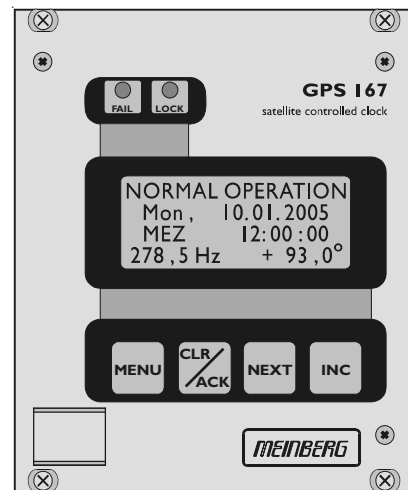 GPS 167
satellite controlled clock
FAIL LOCK
NORMAL OPERATION
Mon, 10.01.2005
MEZ 12:00:00
278,5 Hz + 93,0°
MENU CLR/ACK NEXT INC
MEINBERG